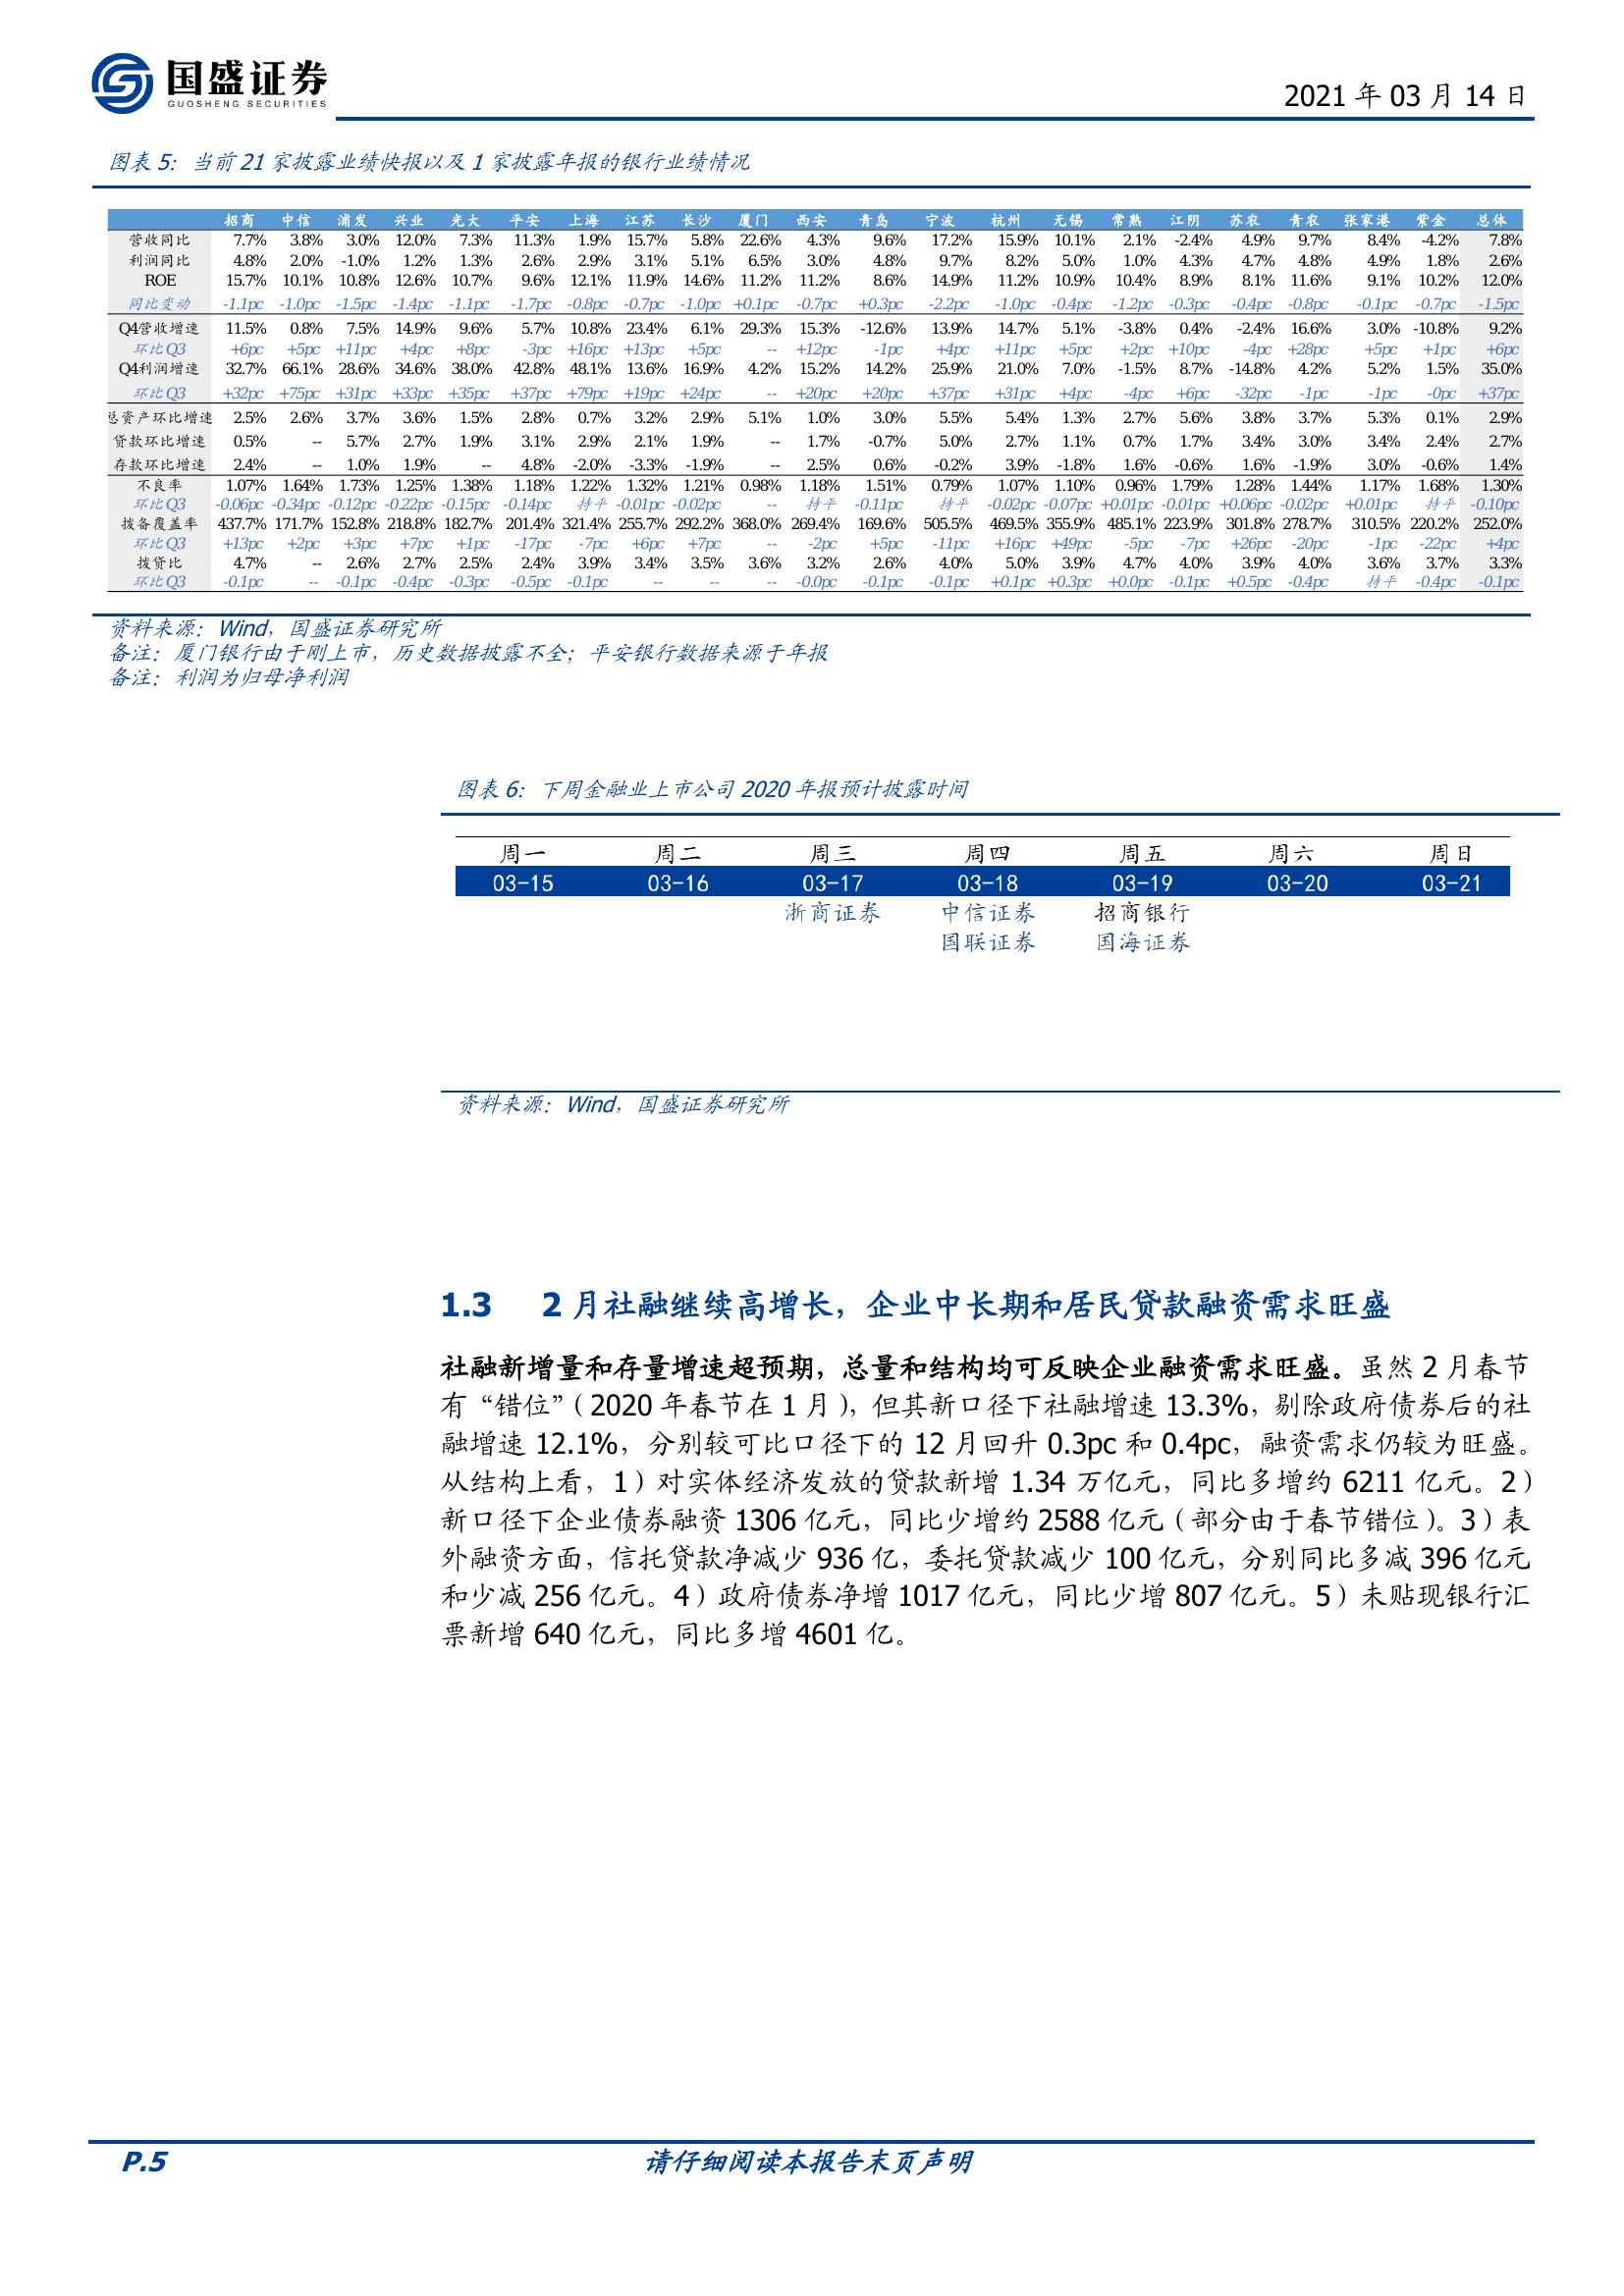 国盛证券
GUOSHENG SECURITIES
2021 年 03 月 14 日
图表 5：当前 21 家披露业绩快报以及 1 家披露年报的银行业绩情况
招商 中信 浦发 兴业 光大 平安 上海 江苏 长沙 厦门 西安 青岛 宁波 杭州 无锡 常熟 江阴 苏农 青农 张家港 紫金 总体
营收同比 7.7% 3.8% 3.0% 12.0% 7.3% 11.3% 1.9% 15.7% 5.8% 22.6% 4.3% 9.6% 17.2% 15.9% 10.1% 2.1% -2.4% 4.9% 9.7% 8.4% -4.2% 7.8%
利润同比 4.8% 2.0% -1.0% 1.2% 1.3% 2.6% 2.9% 3.1% 5.1% 6.5% 3.0% 4.8% 9.7% 8.2% 5.0% 1.0% 4.3% 4.7% 4.8% 4.9% 1.8% 2.6%
ROE 15.7% 10.1% 10.8% 12.6% 10.7% 9.6% 12.1% 11.9% 14.6% 11.2% 11.2% 8.6% 14.9% 11.2% 10.9% 10.4% 8.9% 8.1% 11.6% 9.1% 10.2% 12.0%
同比变动 -1.1pc -1.0pc -1.5pc -1.4pc -1.1pc -1.7pc -0.8pc -0.7pc -1.0pc +0.1pc -0.7pc +0.3pc -2.2pc -1.0pc -0.4pc -1.2pc -0.3pc -0.4pc -0.8pc -0.1pc -0.7pc -1.5pc
Q4营收增速 11.5% 0.8% 7.5% 14.9% 9.6% 5.7% 10.8% 23.4% 6.1% 29.3% 15.3% -12.6% 13.9% 14.7% 5.1% -3.8% 0.4% -2.4% 16.6% 3.0% -10.8% 9.2%
环比Q3 +6pc +5pc +11pc +4pc +8pc -3pc +16pc +13pc +5pc -- +12pc -1pc +4pc +11pc +5pc +2pc +10pc -4pc +28pc +5pc +1pc +6pc
Q4利润增速 32.7% 66.1% 28.6% 34.6% 38.0% 42.8% 48.1% 13.6% 16.9% 4.2% 15.2% 14.2% 25.9% 21.0% 7.0% -1.5% 8.7% -14.8% 4.2% 5.2% 1.5% 35.0%
环比Q3 +32pc +75pc +31pc +33pc +35pc +37pc +79pc +19pc +24pc -- +20pc +20pc +37pc +31pc +4pc -4pc +6pc -32pc -1pc -1pc -0pc +37pc
总资产环比增速 2.5% 2.6% 3.7% 3.6% 1.5% 2.8% 0.7% 3.2% 2.9% 5.1% 1.0% 3.0% 5.5% 5.4% 1.3% 2.7% 5.6% 3.8% 3.7% 5.3% 0.1% 2.9%
贷款环比增速 0.5% -- 5.7% 2.7% 1.9% 3.1% 2.9% 2.1% 1.9% -- 1.7% -0.7% 5.0% 2.7% 1.1% 0.7% 1.7% 3.4% 3.0% 3.4% 2.4% 2.7%
存款环比增速 2.4% -- 1.0% 1.9% -- 4.8% -2.0% -3.3% -1.9% -- 2.5% 0.6% -0.2% 3.9% -1.8% 1.6% -0.6% 1.6% -1.9% 3.0% -0.6% 1.4%
不良率 1.07% 1.64% 1.73% 1.25% 1.38% 1.18% 1.22% 1.32% 1.21% 0.98% 1.18% 1.51% 0.79% 1.07% 1.10% 0.96% 1.79% 1.28% 1.44% 1.17% 1.68% 1.30%
环比Q3 -0.06pc -0.34pc -0.12pc -0.22pc -0.15pc -0.14pc 持平 -0.01pc -0.02pc -- 持平 -0.11pc 持平 -0.02pc -0.07pc +0.01pc -0.01pc +0.06pc -0.02pc +0.01pc 持平 -0.10pc
拨备覆盖率 437.7% 171.7% 152.8% 218.8% 182.7% 201.4% 321.4% 255.7% 292.2% 368.0% 269.4% 169.6% 505.5% 469.5% 355.9% 485.1% 223.9% 301.8% 278.7% 310.5% 220.2% 252.0%
环比Q3 +13pc +2pc +3pc +7pc +1pc -17pc -7pc +6pc +7pc -- -2pc +5pc -11pc +16pc +49pc -5pc -7pc +26pc -20pc -1pc -22pc +4pc
拨贷比 4.7% -- 2.6% 2.7% 2.5% 2.4% 3.9% 3.4% 3.5% 3.6% 3.2% 2.6% 4.0% 5.0% 3.9% 4.7% 4.0% 3.9% 4.0% 3.6% 3.7% 3.3%
环比Q3 -0.1pc -- -0.1pc -0.4pc -0.3pc -0.5pc -0.1pc -- -- -- -0.0pc -0.1pc -0.1pc +0.1pc +0.3pc +0.0pc -0.1pc +0.5pc -0.4pc 持平 -0.4pc -0.1pc
资料来源：Wind，国盛证券研究所
备注：厦门银行由于刚上市，历史数据披露不全；平安银行数据来源于年报
备注：利润为归母净利润
图表 6：下周金融业上市公司 2020 年报预计披露时间
周一 周二 周三 周四 周五 周六 周日
03-15 03-16 03-17 03-18 03-19 03-20 03-21
浙商证券 中信证券 招商银行
国联证券 国海证券
资料来源：Wind，国盛证券研究所
1.3 2 月社融继续高增长，企业中长期和居民贷款融资需求旺盛
社融新增量和存量增速超预期，总量和结构均可反映企业融资需求旺盛。虽然 2 月春节
有“错位”（2020 年春节在 1 月），但其新口径下社融增速 13.3%，剔除政府债券后的社
融增速 12.1%，分别较可比口径下的 12 月回升 0.3pc 和 0.4pc，融资需求仍较为旺盛。
从结构上看，1）对实体经济发放的贷款新增 1.34 万亿元，同比多增约 6211 亿元。2）
新口径下企业债券融资 1306 亿元，同比少增约 2588 亿元（部分由于春节错位）。3）表
外融资方面，信托贷款净减少 936 亿，委托贷款减少 100 亿元，分别同比多减 396 亿元
和少减 256 亿元。4）政府债券净增 1017 亿元，同比少增 807 亿元。5）未贴现银行汇
票新增 640 亿元，同比多增 4601 亿。
P.5 请仔细阅读本报告末页声明